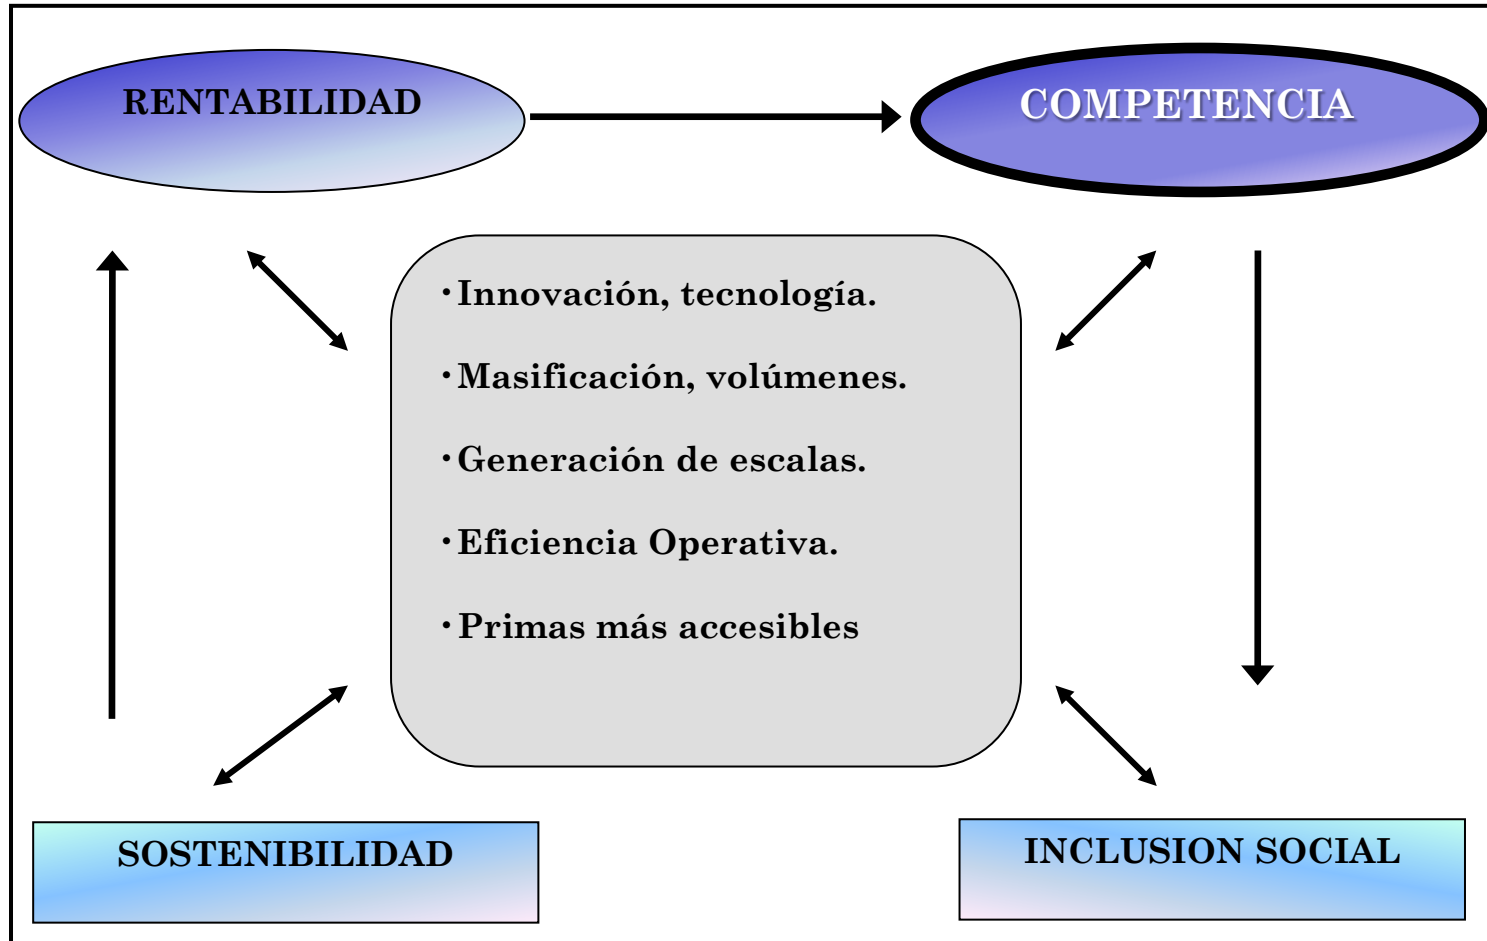 RENTABILIDAD
COMPETENCIA
·Innovación, tecnología.
·Masificación, volúmenes.
·Generación de escalas.
·Eficiencia Operativa.
·Primas más accesibles
SOSTENIBILIDAD
INCLUSION SOCIAL